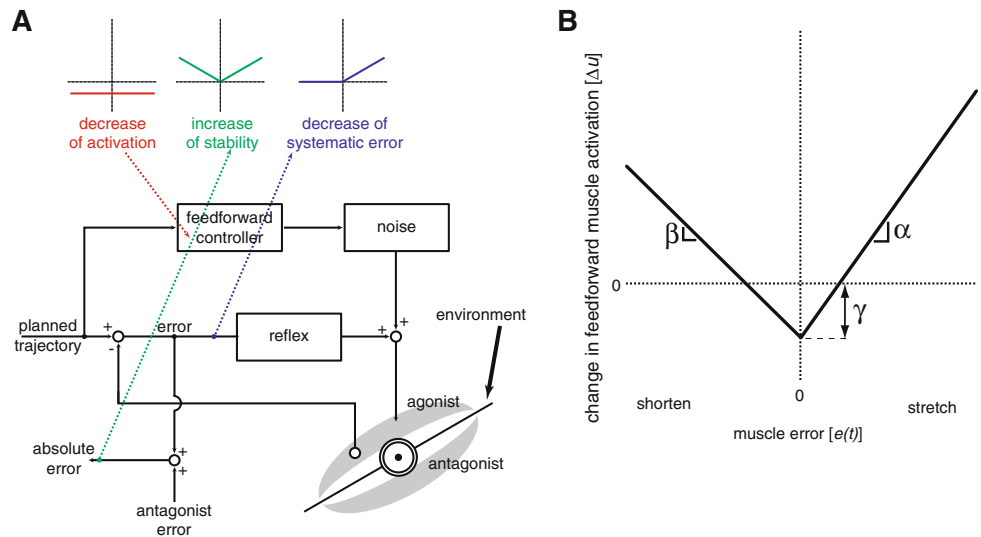 A
decrease
of activation
increase
of stability
decrease of
systematic error
feedforward
controller
noise
planned
trajectory
+
-
error
reflex
+
+
environment
agonist
antagonist
absolute
error
+
+
antagonist
error
B
change in feedforward muscle activation [Δu]
β
α
0
γ
0
shorten
stretch
muscle error [e(t)]